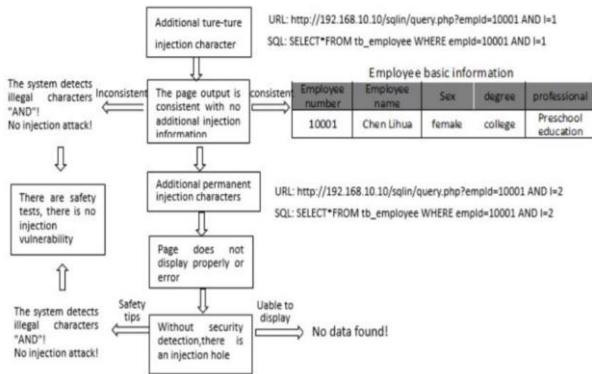 Additional ture-ture
injection character
URL: http://192.168.10.10/sqlin/query.php?empId=10001 AND I=1
SQL: SELECT*FROM tb_employee WHERE empId=10001 AND I=1
The system detects
illegal characters
"AND"!
No injection attack!
Inconsistent
The page output is
consistent with no
additional injection
information
consistent
Employee basic information
Employee number
Employee name
Sex
degree
professional
10001
Chen Lihua
female
college
Preschool education
Additional permanent
injection characters
URL: http://192.168.10.10/sqlin/query.php?empId=10001 AND I=2
SQL: SELECT*FROM tb_employee WHERE empId=10001 AND I=2
There are safety
tests, there is no
injection
vulnerability
Page does not
display properly or
error
The system detects
illegal characters
"AND"!
No injection attack!
Safety
tips
Without security
detection,there is
an injection hole
Uable to
display
No data found!